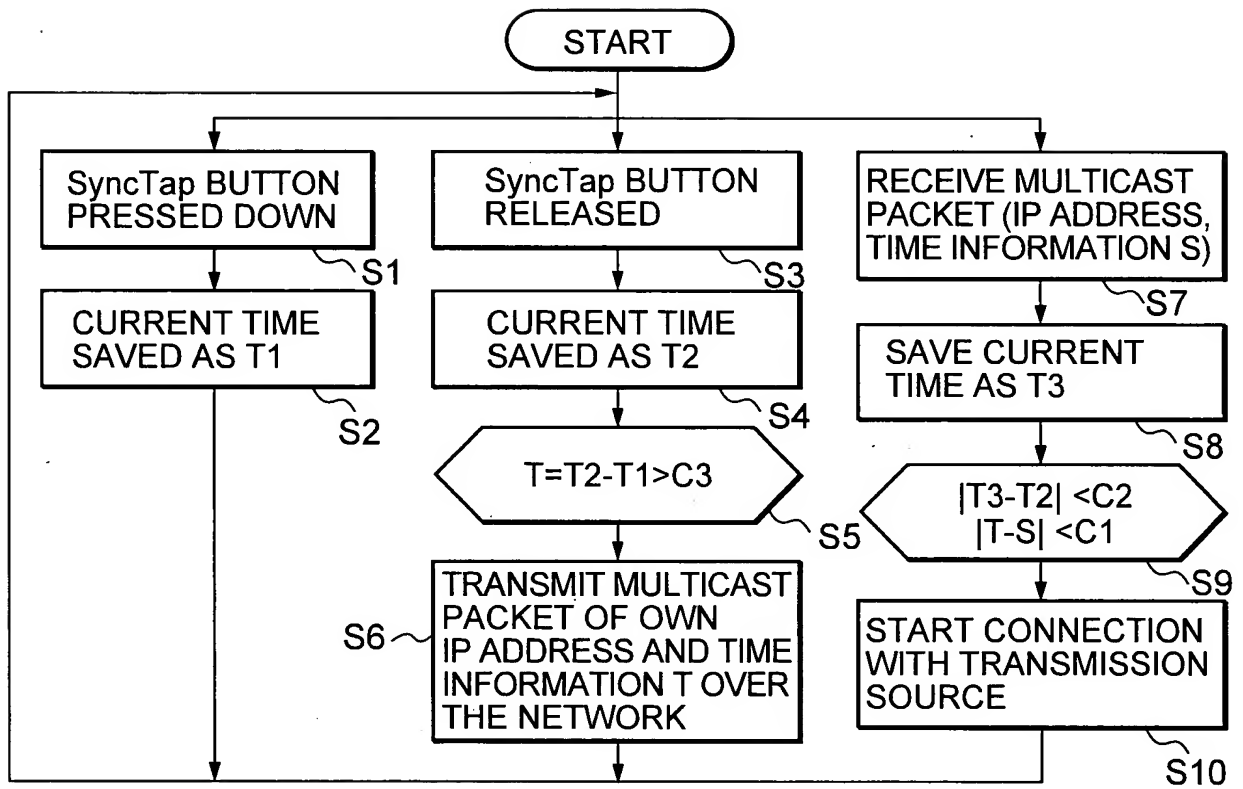 START
SyncTap BUTTON
PRESSED DOWN
S1
CURRENT TIME
SAVED AS T1
S2
SyncTap BUTTON
RELEASED
S3
CURRENT TIME
SAVED AS T2
S4
T=T2-T1>C3
S5
TRANSMIT MULTICAST
PACKET OF OWN
IP ADDRESS AND TIME
INFORMATION T OVER
THE NETWORK
S6
RECEIVE MULTICAST
PACKET (IP ADDRESS,
TIME INFORMATION S)
S7
SAVE CURRENT
TIME AS T3
S8
|T3-T2| <C2
|T-S| <C1
S9
START CONNECTION
WITH TRANSMISSION
SOURCE
S10